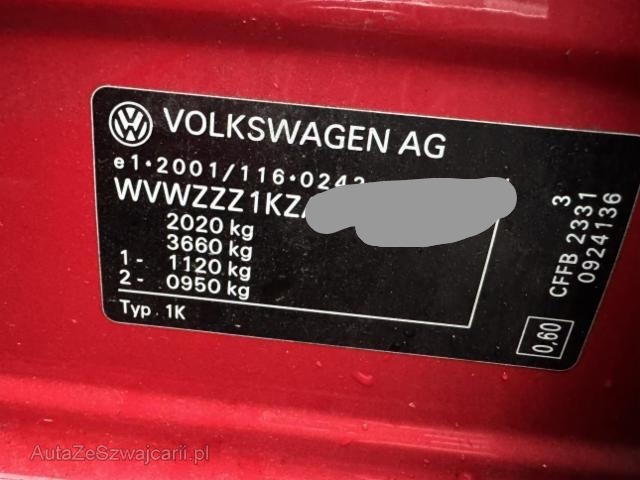 VOLKSWAGEN AG
e1*2001/116*0242
WVWZZZ1KZ
2020 kg
3660 kg
1 - 1120 kg
2 - 0950 kg
Typ 1K
3
CFFB 2331
0924136
0,60
AutaZeSzwajcarii.pl